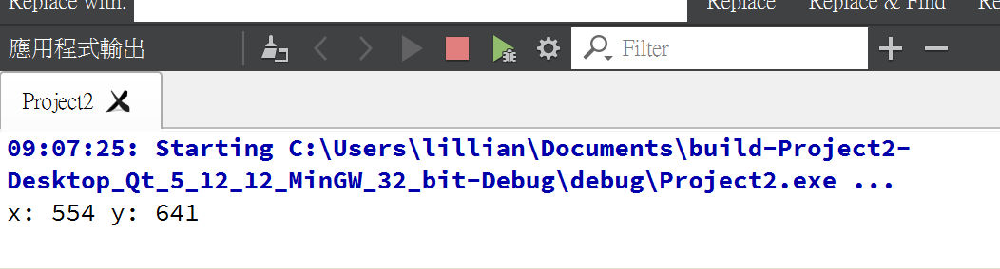 Replace with:
Replace Replace & Find Re
應用程式輸出 Filter
Project2
09:07:25: Starting C:\Users\lillian\Documents\build-Project2-
Desktop_Qt_5_12_12_MinGW_32_bit-Debug\debug\Project2.exe ...
x: 554 y: 641